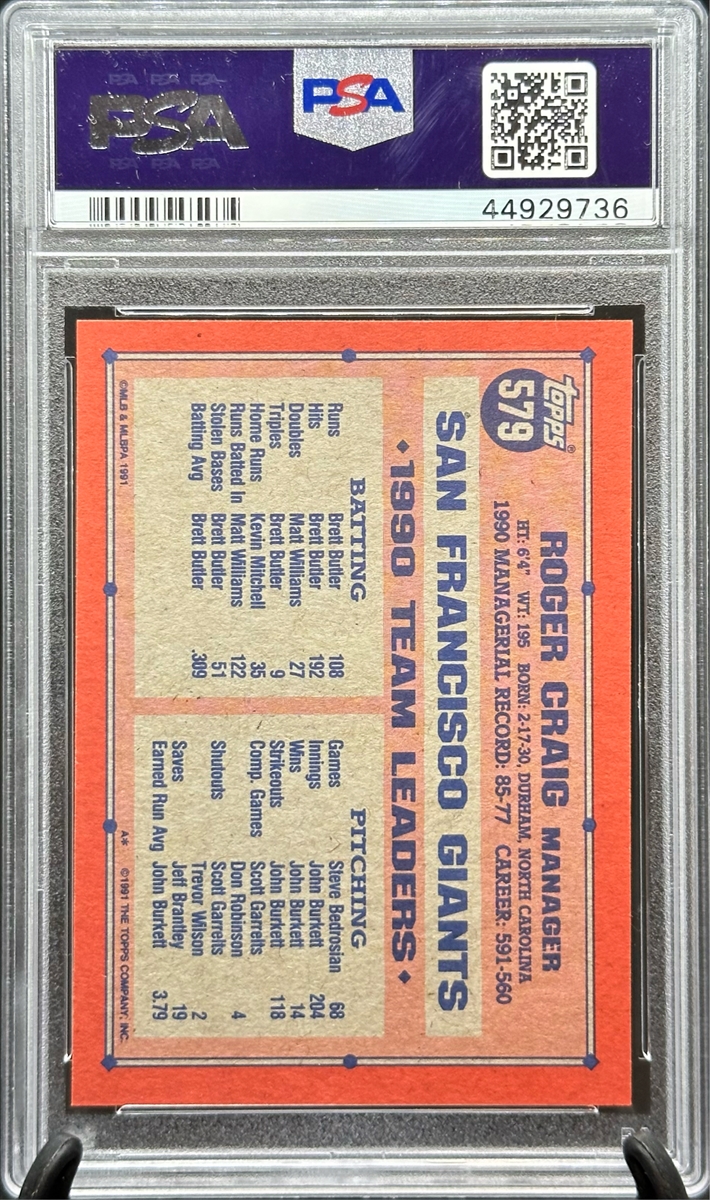 PSA PSA PSA
PSA
PSA PSA PSA
PSA
44929736
Topps®
579
ROGER CRAIG MANAGER
HT: 6'4" WT: 195 BORN: 2-17-30, DURHAM, NORTH CAROLINA
1990 MANAGERIAL RECORD: 85-77 CAREER: 591-560
SAN FRANCISCO GIANTS
◆1990 TEAM LEADERS◆
BATTING
Runs Brett Butler 108
Hits Brett Butler 192
Doubles Matt Williams 27
Triples Brett Butler 9
Home Runs Kevin Mitchell 35
Runs Batted In Matt Williams 122
Stolen Bases Brett Butler 51
Batting Avg Brett Butler .309
PITCHING
Games Steve Bedrosian 68
Innings John Burkett 204
Wins John Burkett 14
Strikeouts John Burkett 118
Comp. Games Scott Garrelts
Don Robinson 4
Shutouts Scott Garrelts
Trevor Wilson 2
Saves Jeff Brantley 19
Earned Run Avg John Burkett 3.79
©MLB & MLBPA 1991
A* ©1991 THE TOPPS COMPANY, INC.